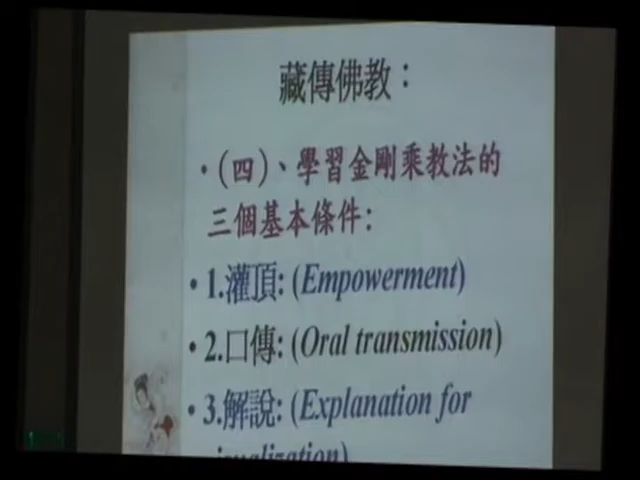 藏傳佛教：
• (四)、學習金剛乘教法的
三個基本條件:
• 1.灌頂: (Empowerment)
• 2.口傳: (Oral transmission)
• 3.解說: (Explanation for